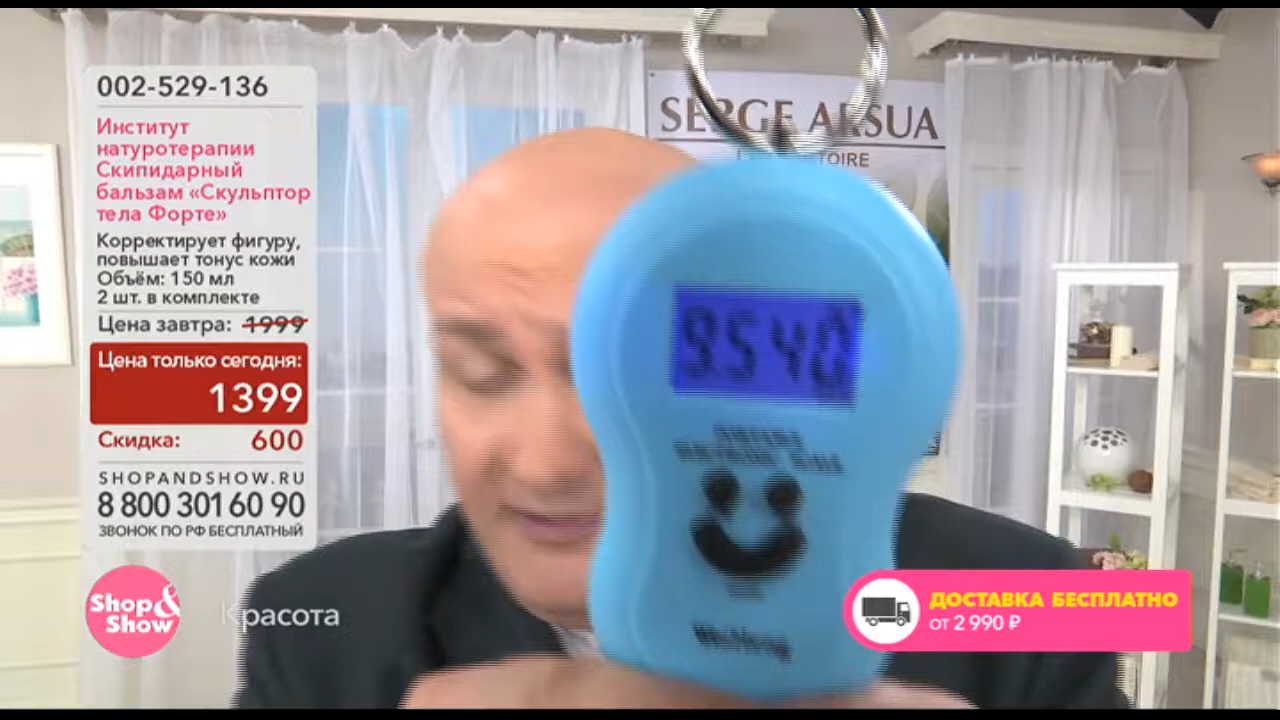 002-529-136
Институт
натуротерапии
Скипидарный
бальзам «Скульптор
тела Форте»
Корректирует фигуру,
повышает тонус кожи
Объём: 150 мл
2 шт. в комплекте
Цена завтра: 1999
Цена только сегодня:
1399
Скидка: 600
SHOPANDSHOW.RU
8 800 301 60 90
ЗВОНОК ПО РФ БЕСПЛАТНЫЙ
Shop&
Show
Красота
SERGE ARSUA
ДОСТАВКА БЕСПЛАТНО
от 2 990 ₽